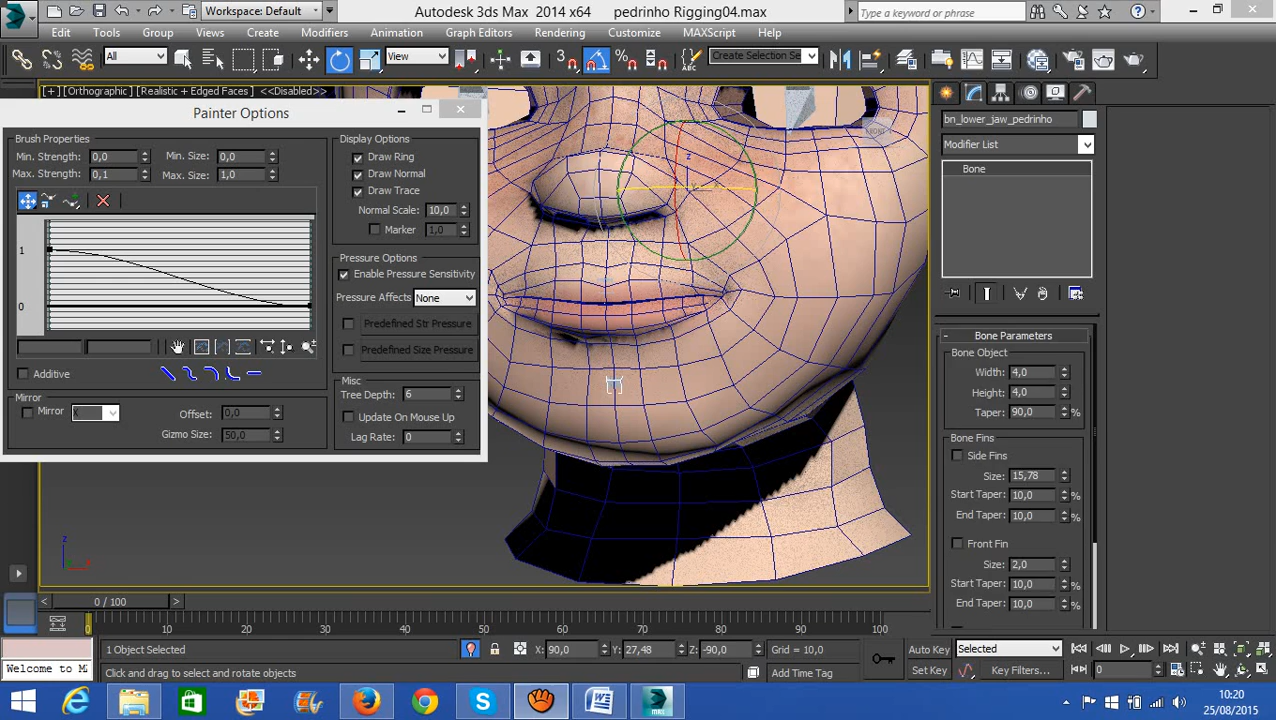 Workspace: Default
Autodesk 3ds Max 2014 x64
pedrinho Rigging04.max
Type a keyword or phrase
Edit Tools Group Views Create Modifiers Animation Graph Editors Rendering Customize MAXScript Help
All
View
Create Selection Se
[+] [Orthographic] [Realistic + Edged Faces] <<Disabled>>
Painter Options
Brush Properties
Min. Strength: 0,0
Min. Size: 0,0
Max. Strength: 0,1
Max. Size: 1,0
1
0
Additive
Mirror
Mirror X
Offset: 0,0
Gizmo Size: 50,0
Display Options
Draw Ring
Draw Normal
Draw Trace
Normal Scale: 10,0
Marker 1,0
Pressure Options
Enable Pressure Sensitivity
Pressure Affects None
Predefined Str Pressure
Predefined Size Pressure
Misc
Tree Depth: 6
Update On Mouse Up
Lag Rate: 0
FRONT
z
z
x
bn_lower_jaw_pedrinho
Modifier List
Bone
- Bone Parameters
Bone Object
Width: 4,0
Height: 4,0
Taper: 90,0 %
Bone Fins
Side Fins
Size: 15,78
Start Taper: 10,0 %
End Taper: 10,0 %
Front Fin
Size: 2,0
Start Taper: 10,0 %
End Taper: 10,0 %
< 0 / 100 >
0 10 20 30 40 50 60 70 80 90 100
1 Object Selected
X: 90,0 Y: 27,48 Z: -90,0 Grid = 10,0
Auto Key Selected
Welcome to M
Click and drag to select and rotate objects
Add Time Tag
Set Key Key Filters... 0
10:20
25/08/2015